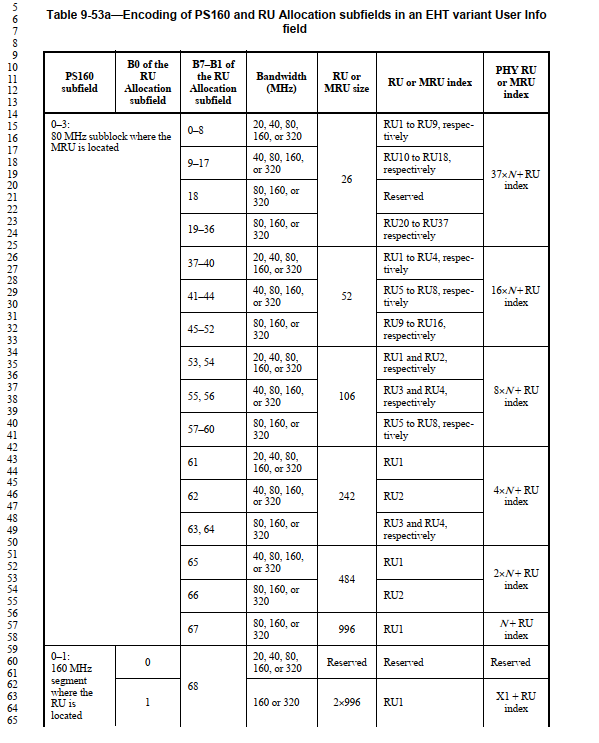 5
6
7
8
9
10
11
12
13
14
15
16
17
18
19
20
21
22
23
24
25
26
27
28
29
30
31
32
33
34
35
36
37
38
39
40
41
42
43
44
45
46
47
48
49
50
51
52
53
54
55
56
57
58
59
60
61
62
63
64
65
Table 9-53a—Encoding of PS160 and RU Allocation subfields in an EHT variant User Info
field
PS160
subfield
B0 of the
RU
Allocation
subfield
B7–B1 of
the RU
Allocation
subfield
Bandwidth
(MHz)
RU or
MRU size
RU or MRU index
PHY RU
or MRU
index
0–3:
80 MHz subblock where the
MRU is located
0–8
20, 40, 80,
160, or 320
26
RU1 to RU9, respec-
tively
37×N+RU
index
9–17
40, 80, 160,
or 320
RU10 to RU18,
respectively
18
80, 160, or
320
Reserved
19–36
80, 160, or
320
RU20 to RU37
respectively
37–40
20, 40, 80,
160, or 320
52
RU1 to RU4, respec-
tively
16×N+RU
index
41–44
40, 80, 160,
or 320
RU5 to RU8, respec-
tively
45–52
80, 160, or
320
RU9 to RU16,
respectively
53, 54
20, 40, 80,
160, or 320
106
RU1 and RU2,
respectively
8×N+ RU
index
55, 56
40, 80, 160,
or 320
RU3 and RU4,
respectively
57–60
80, 160, or
320
RU5 to RU8, respec-
tively
61
20, 40, 80,
160, or 320
242
RU1
4×N+ RU
index
62
40, 80, 160,
or 320
RU2
63, 64
80, 160, or
320
RU3 and RU4,
respectively
65
40, 80, 160,
or 320
484
RU1
2×N+ RU
index
66
80, 160, or
320
RU2
67
80, 160, or
320
996
RU1
N+ RU
index
0–1:
160 MHz
segment
where the
RU is
located
0
68
20, 40, 80,
160, or 320
Reserved
Reserved
Reserved
1
160 or 320
2×996
RU1
X1 + RU
index